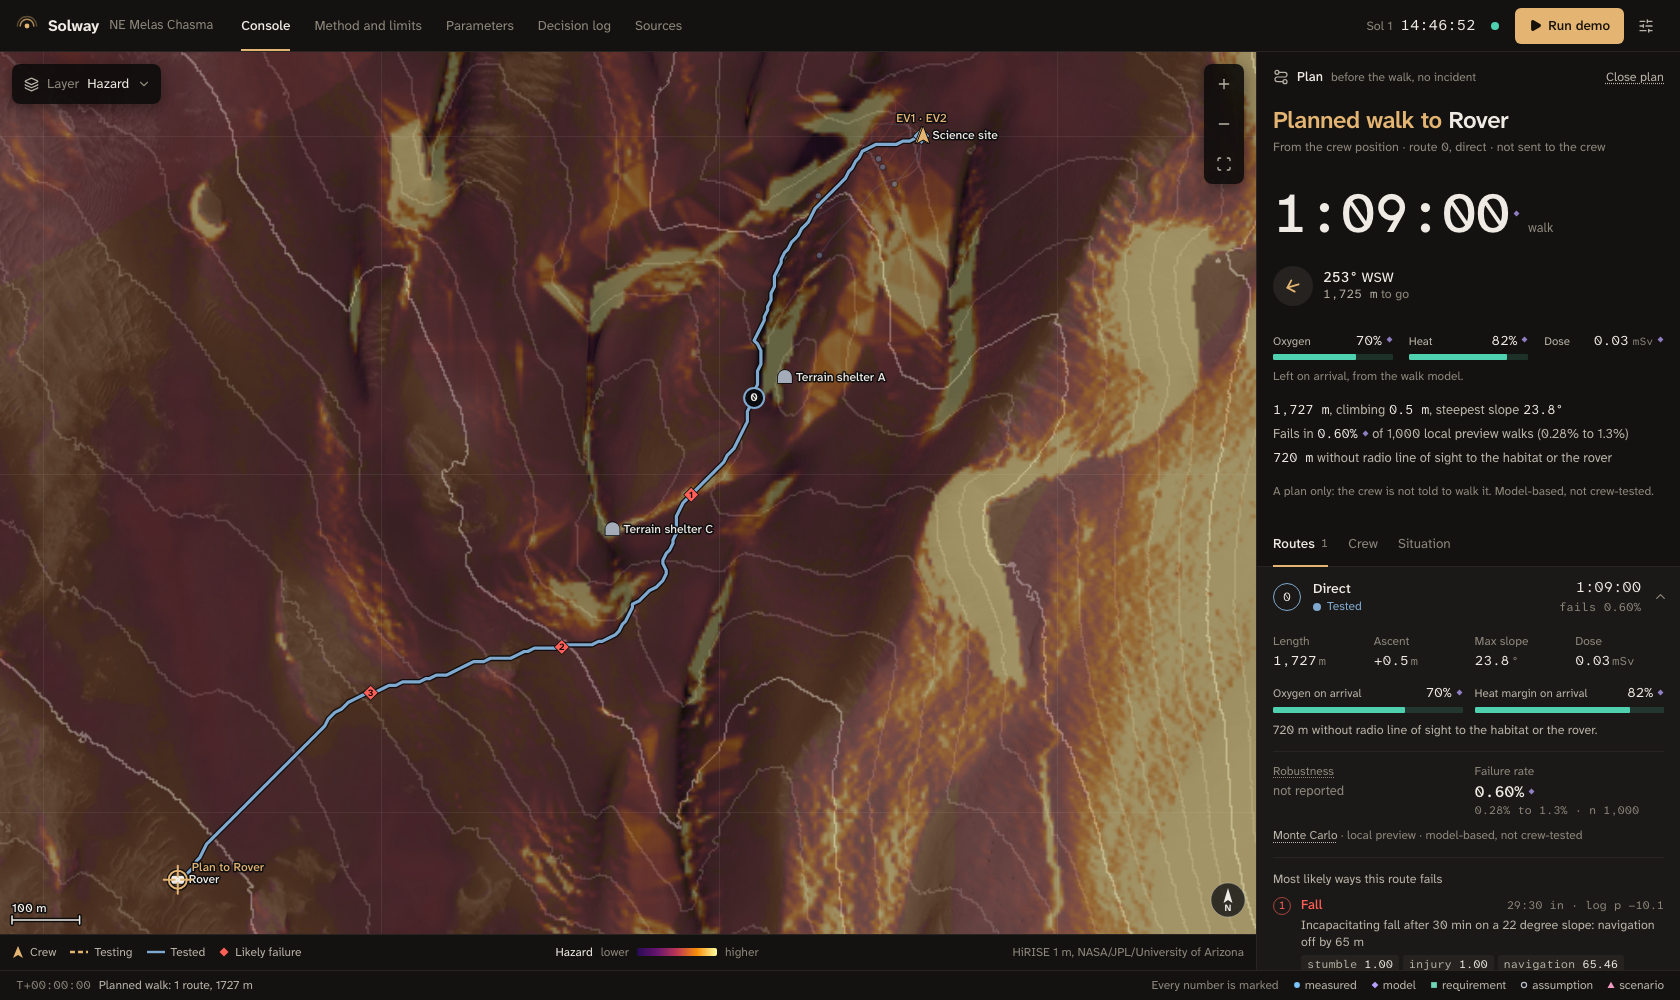 Solway NE Melas Chasma Console Method and limits Parameters Decision log Sources Sol 1 14:46:52 Run demo
Layer Hazard
EV1 · EV2
Science site
Terrain shelter A
0
1
Terrain shelter C
2
3
Plan to Rover
Rover
100 m
N
Crew Testing Tested Likely failure Hazard lower higher HiRISE 1 m, NASA/JPL/University of Arizona
Plan before the walk, no incident Close plan
Planned walk to Rover
From the crew position · route 0, direct · not sent to the crew
1:09:00 walk
253° WSW
1,725 m to go
Oxygen 70% Heat 82% Dose 0.03 mSv
Left on arrival, from the walk model.
1,727 m, climbing 0.5 m, steepest slope 23.8°
Fails in 0.60% of 1,000 local preview walks (0.28% to 1.3%)
720 m without radio line of sight to the habitat or the rover
A plan only: the crew is not told to walk it. Model-based, not crew-tested.
Routes 1 Crew Situation
0 Direct 1:09:00
Tested fails 0.60%
Length Ascent Max slope Dose
1,727 m +0.5 m 23.8 ° 0.03 mSv
Oxygen on arrival 70% Heat margin on arrival 82%
720 m without radio line of sight to the habitat or the rover.
Robustness Failure rate
not reported 0.60%
0.28% to 1.3% · n 1,000
Monte Carlo · local preview · model-based, not crew-tested
Most likely ways this route fails
1 Fall 29:30 in · log p −10.1
Incapacitating fall after 30 min on a 22 degree slope: navigation
off by 65 m
stumble 1.00 injury 1.00 navigation 65.46
T+00:00:00 Planned walk: 1 route, 1727 m Every number is marked measured model requirement assumption scenario